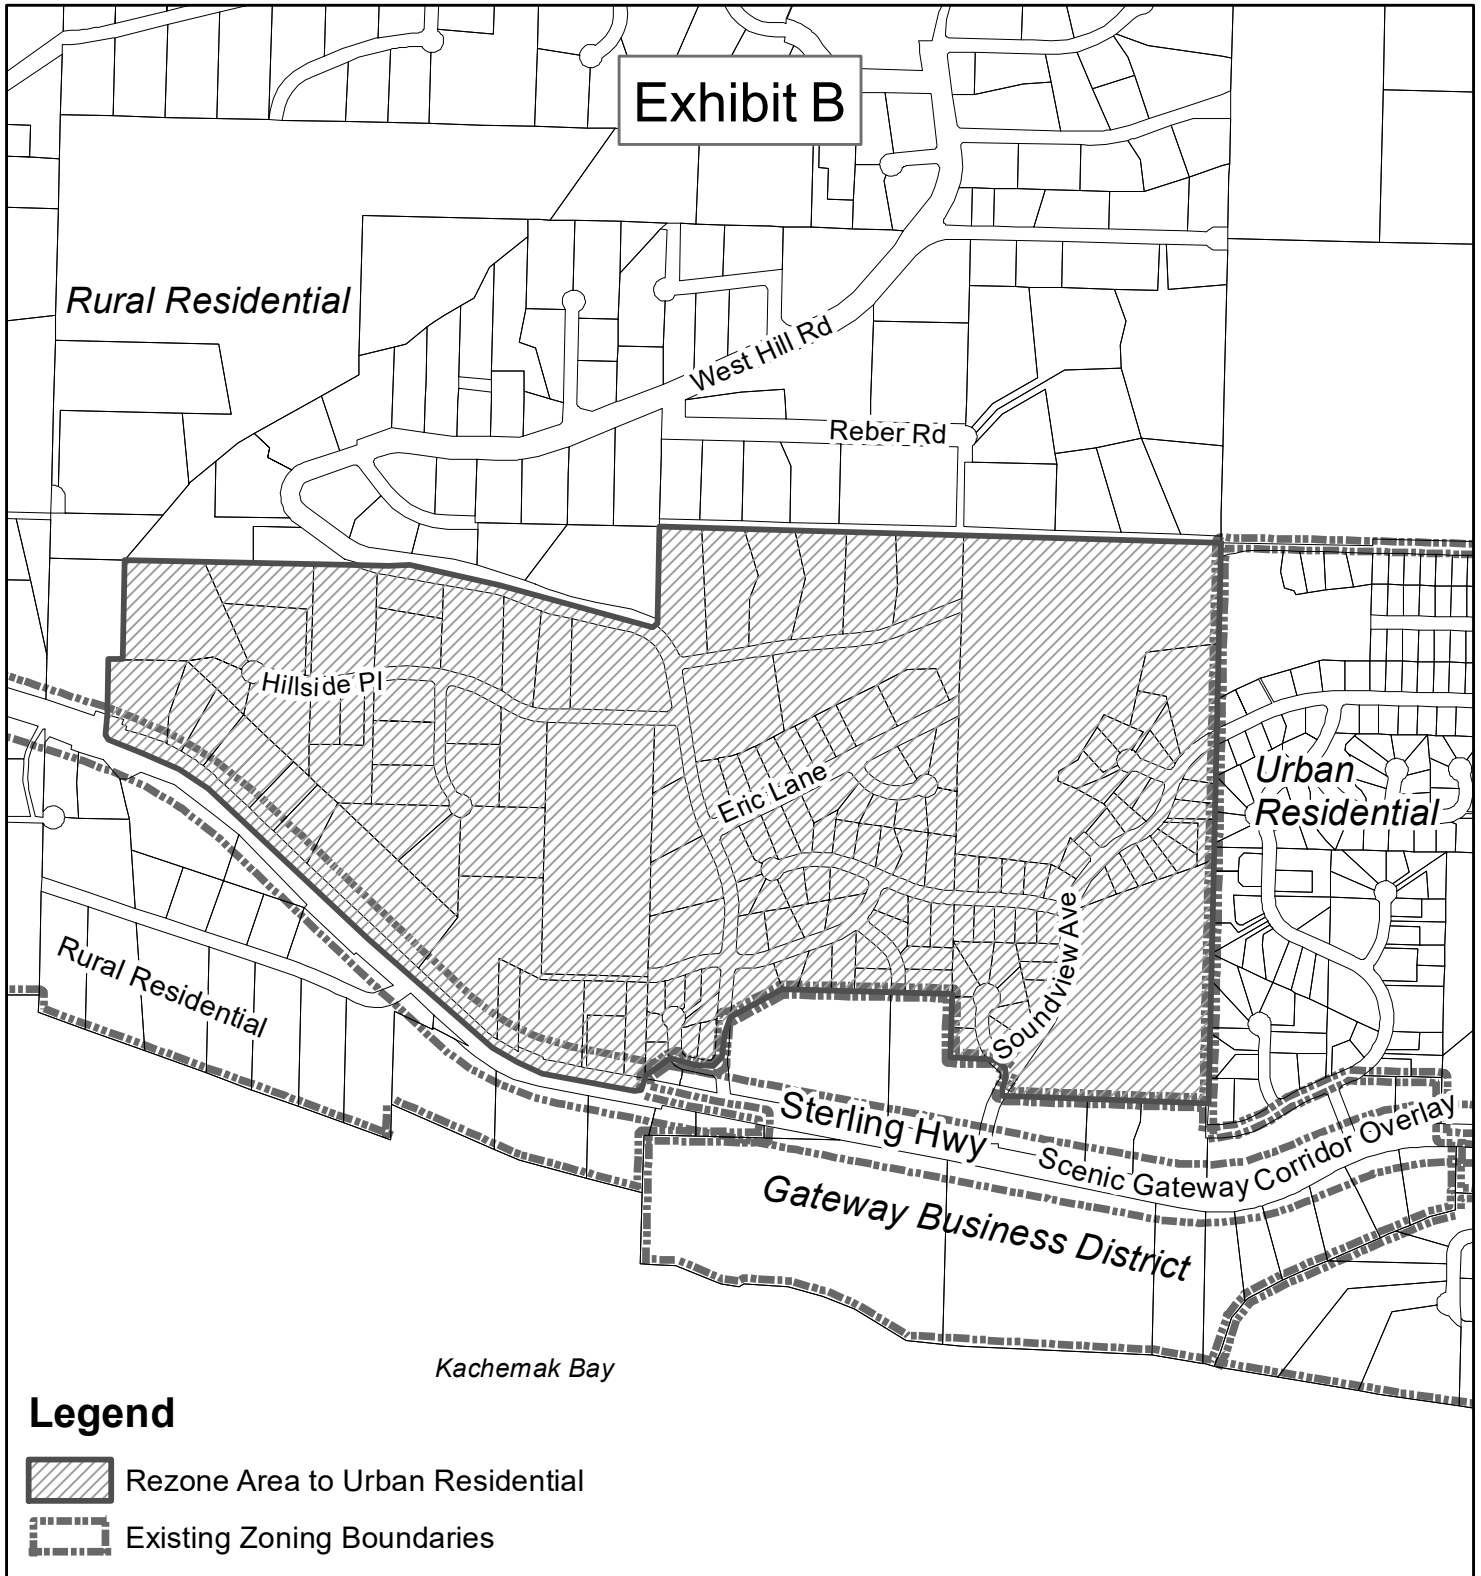 Exhibit B
Rural Residential
West Hill Rd
Reber Rd
Hillside Pl
Eric Lane
Urban
Residential
Soundview Ave
Rural Residential
Sterling Hwy
Scenic Gateway Corridor Overlay
Gateway Business District
Kachemak Bay
Legend
Rezone Area to Urban Residential
Existing Zoning Boundaries